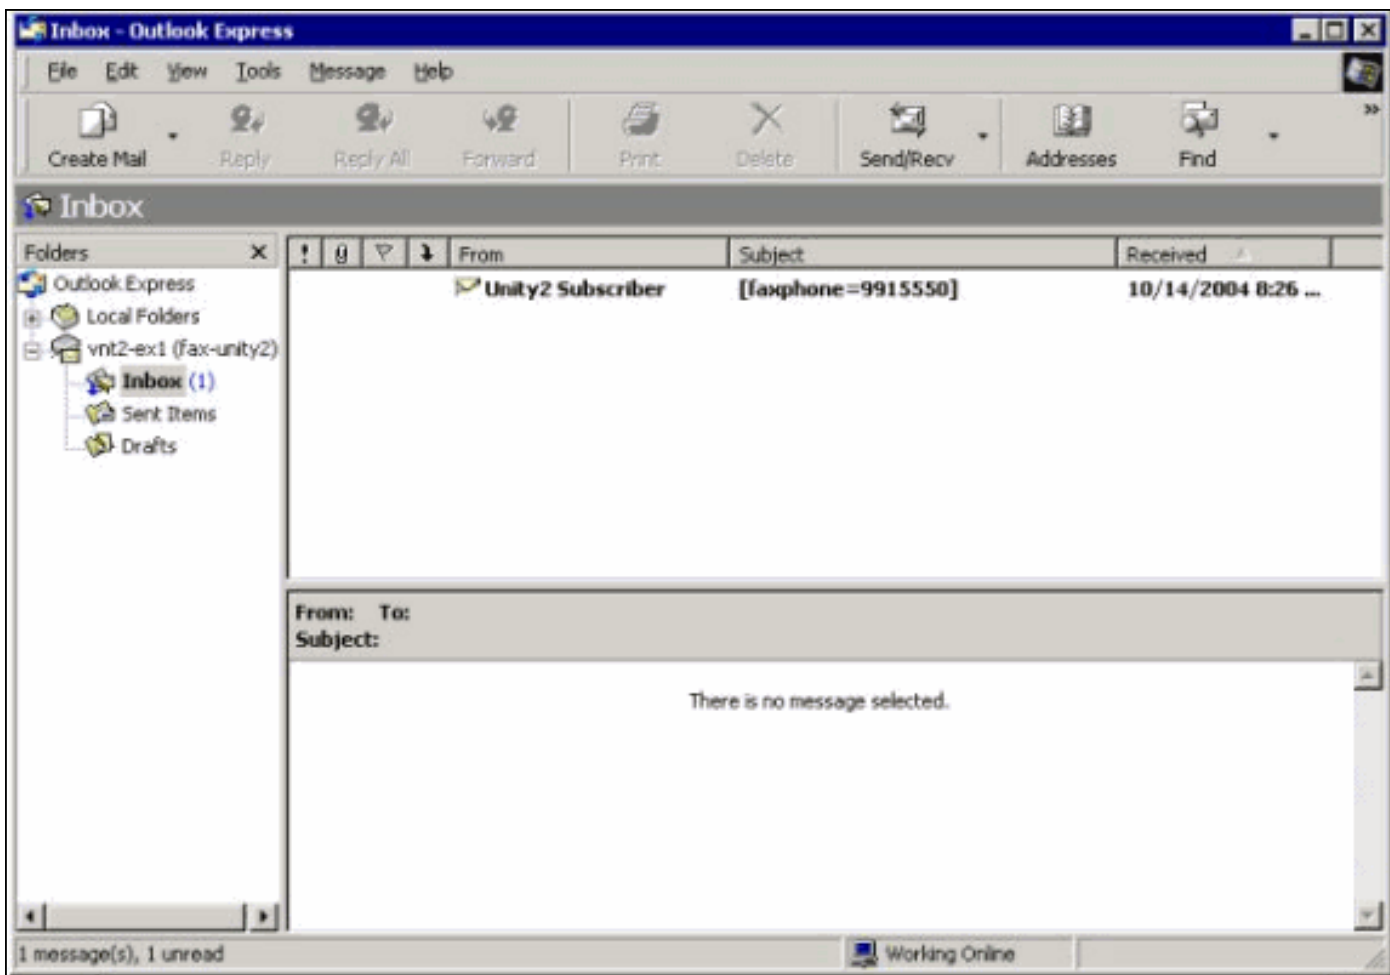 Inbox - Outlook Express
File Edit View Tools Message Help
Create Mail Reply Reply All Forward Print Delete Send/Recv Addresses Find »
Inbox
Folders
! From Subject Received
Outlook Express
Local Folders
vnt2-ex1 (fax-unity2)
Inbox (1)
Sent Items
Drafts
Unity2 Subscriber [faxphone=9915550] 10/14/2004 8:26 ...
From: To:
Subject:
There is no message selected.
1 message(s), 1 unread Working Online